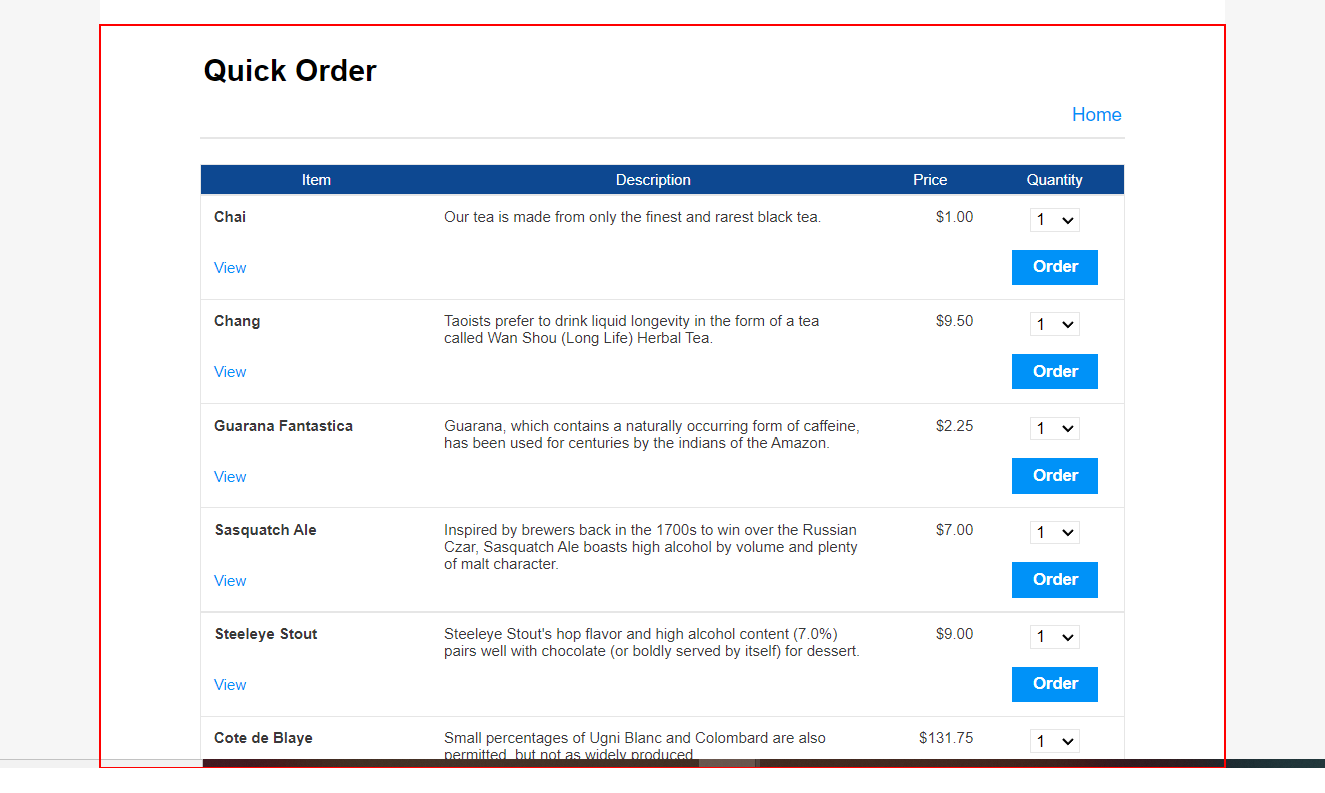 Quick Order
Home
Item Description Price Quantity
Chai Our tea is made from only the finest and rarest black tea. $1.00 1
View Order
Chang Taoists prefer to drink liquid longevity in the form of a tea $9.50 1
called Wan Shou (Long Life) Herbal Tea.
View Order
Guarana Fantastica Guarana, which contains a naturally occurring form of caffeine, $2.25 1
has been used for centuries by the indians of the Amazon.
View Order
Sasquatch Ale Inspired by brewers back in the 1700s to win over the Russian $7.00 1
Czar, Sasquatch Ale boasts high alcohol by volume and plenty
of malt character.
View Order
Steeleye Stout Steeleye Stout's hop flavor and high alcohol content (7.0%) $9.00 1
pairs well with chocolate (or boldly served by itself) for dessert.
View Order
Cote de Blaye Small percentages of Ugni Blanc and Colombard are also $131.75 1
permitted, but not as widely produced.